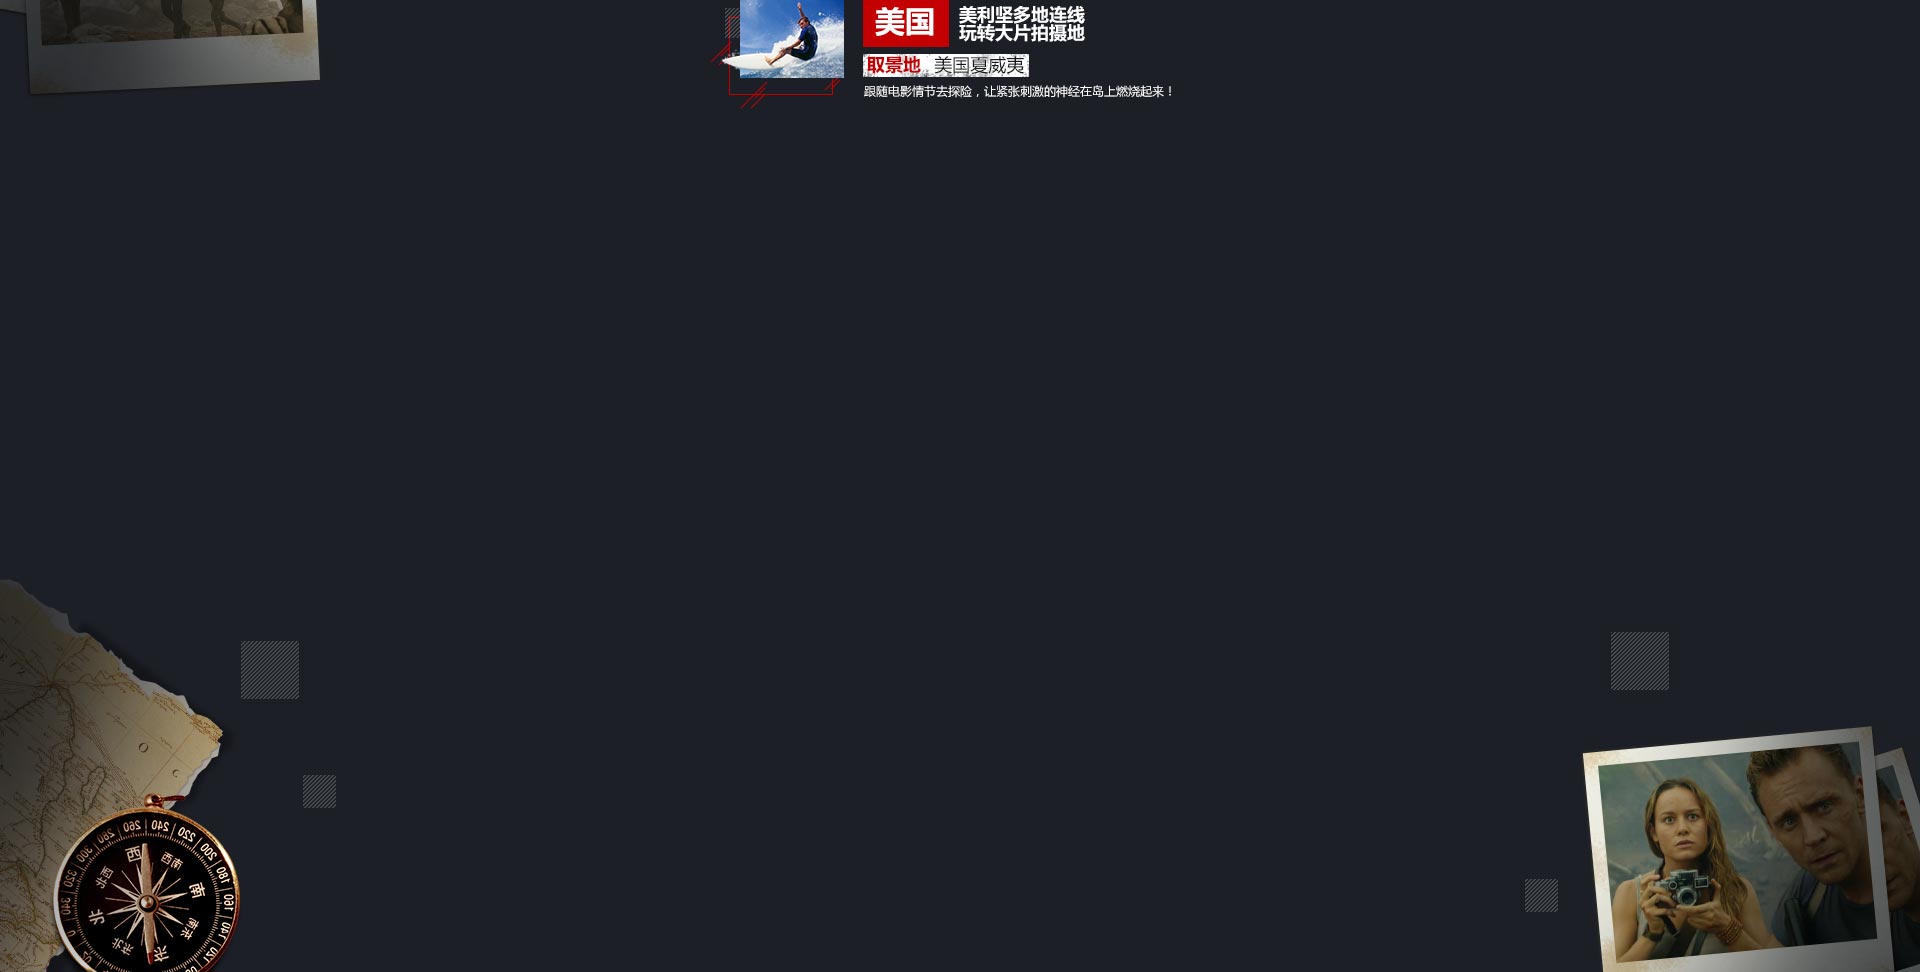 美国
美利坚多地连线
玩转大片拍摄地
取景地 美国夏威夷
跟随电影情节去探险，让紧张刺激的神经在岛上燃烧起来！
260 240 220 200 180 160 140
280 300 320 340 0
西 西南 南 东南 东 东北 北 西北